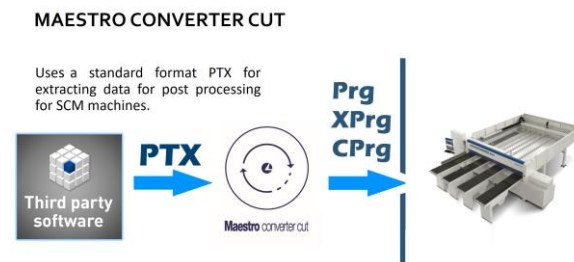 MAESTRO CONVERTER CUT
Uses a standard format PTX for
extracting data for post processing
for SCM machines.
Prg
XPrg
CPrg
PTX
Third party
software
Maestro converter cut